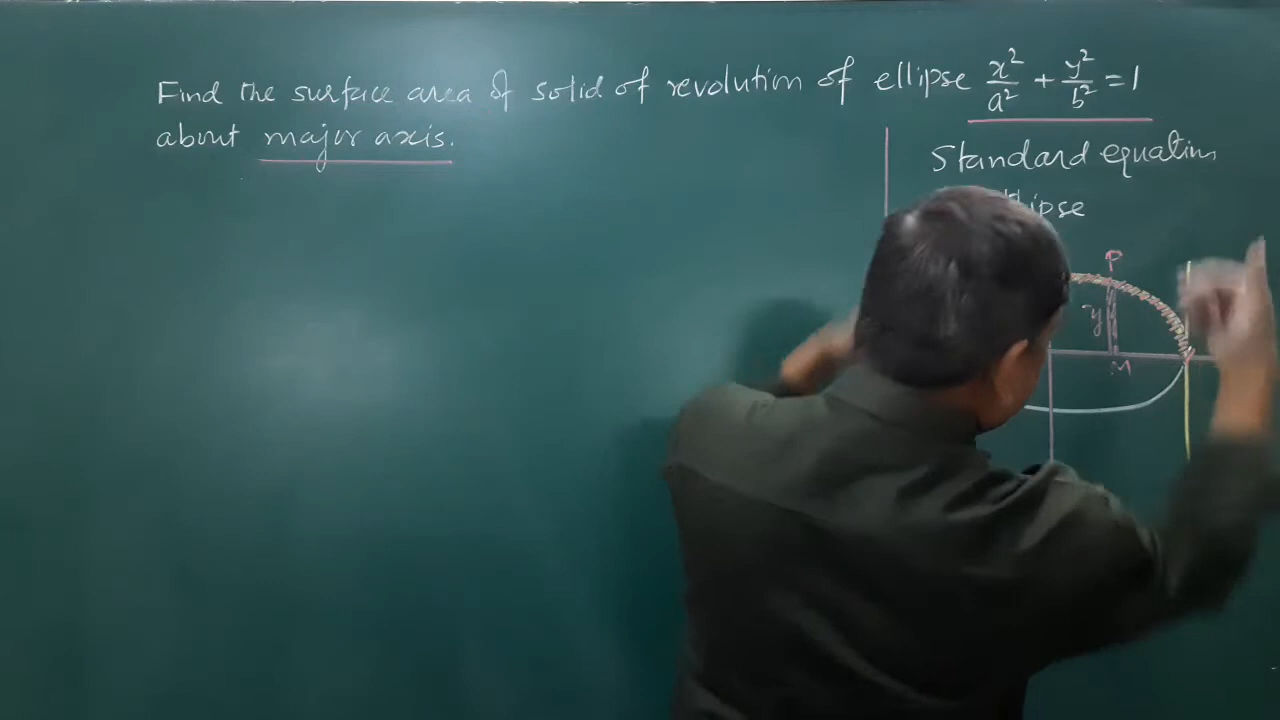 Find the surface area of solid of revolution of ellipse x²/a² + y²/b² = 1
about major axis.
Standard equation
P
y
M